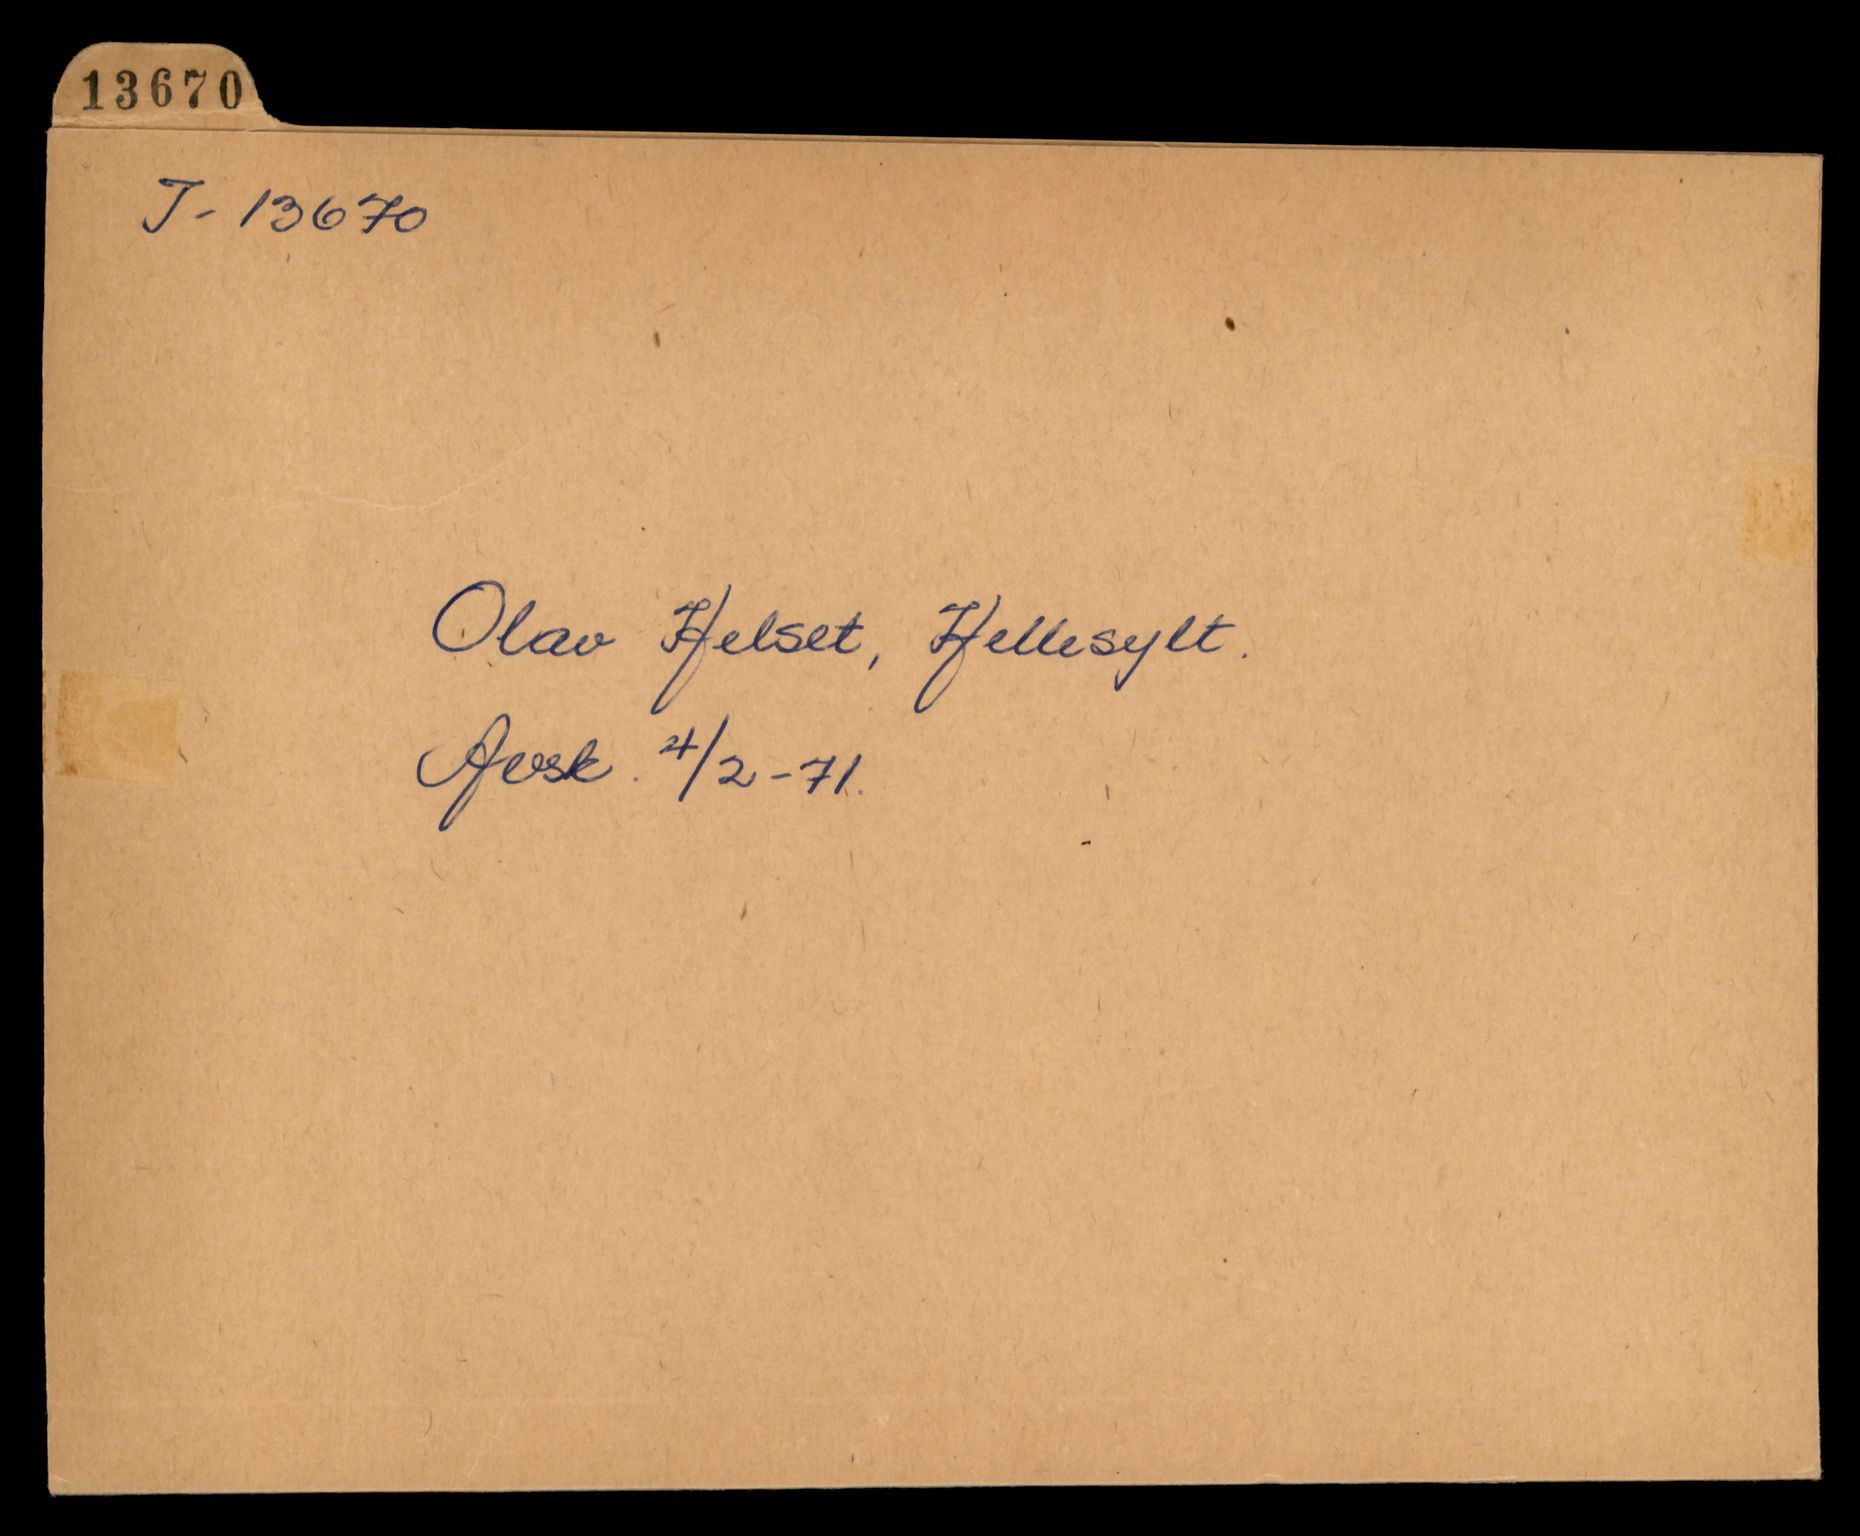 13670
T- 13670
Olav Helset, Hellesylt.
Avsk. 4/2-71.